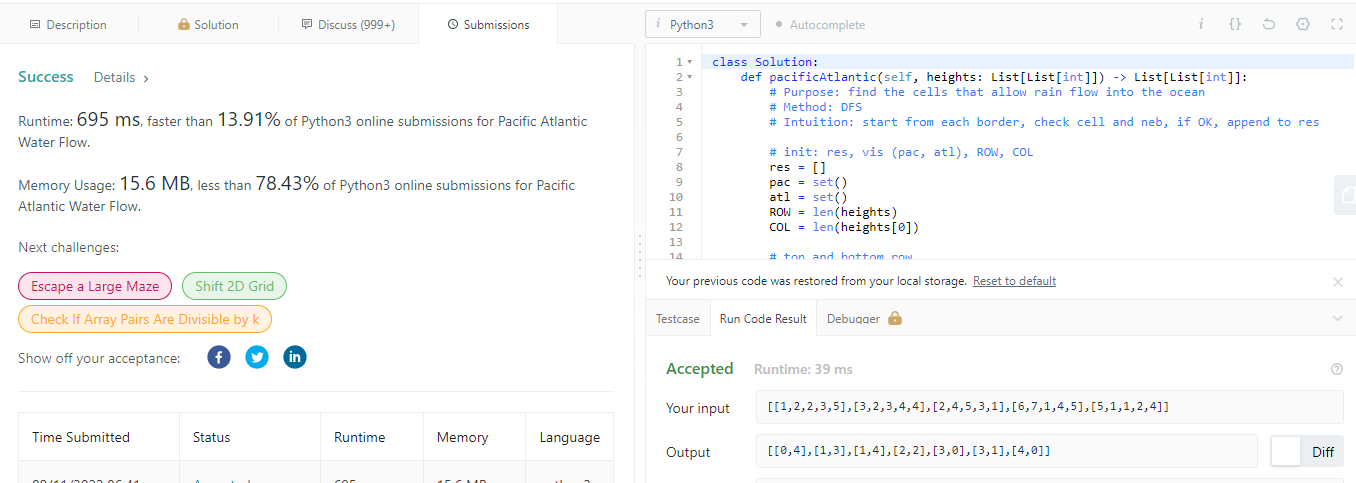 Description
Solution
Discuss (999+)
Submissions
Success Details >
Runtime: 695 ms, faster than 13.91% of Python3 online submissions for Pacific Atlantic
Water Flow.
Memory Usage: 15.6 MB, less than 78.43% of Python3 online submissions for Pacific
Atlantic Water Flow.
Next challenges:
Escape a Large Maze
Shift 2D Grid
Check If Array Pairs Are Divisible by k
Show off your acceptance:
Time Submitted Status Runtime Memory Language
i Python3
Autocomplete
i {}
1 class Solution:
2 def pacificAtlantic(self, heights: List[List[int]]) -> List[List[int]]:
3 # Purpose: find the cells that allow rain flow into the ocean
4 # Method: DFS
5 # Intuition: start from each border, check cell and neb, if OK, append to res
6
7 # init: res, vis (pac, atl), ROW, COL
8 res = []
9 pac = set()
10 atl = set()
11 ROW = len(heights)
12 COL = len(heights[0])
13
14 # top and bottom row
Your previous code was restored from your local storage. Reset to default
Testcase Run Code Result Debugger
Accepted Runtime: 39 ms
Your input [[1,2,2,3,5],[3,2,3,4,4],[2,4,5,3,1],[6,7,1,4,5],[5,1,1,2,4]]
Output [[0,4],[1,3],[1,4],[2,2],[3,0],[3,1],[4,0]]
Diff